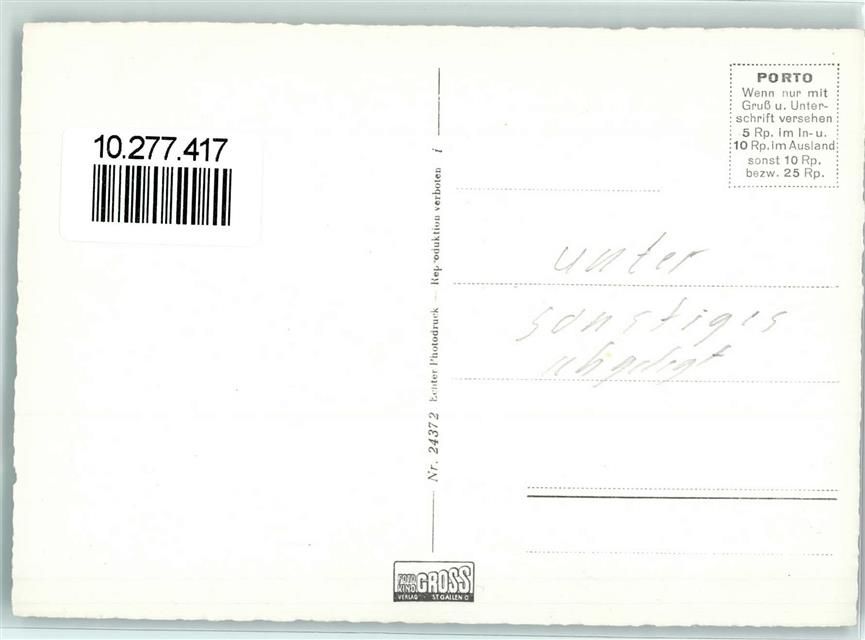 10.277.417
Nr. 24372 Echter Photodruck — Reproduktion verboten i
PORTO
Wenn nur mit
Gruß u. Unter-
schrift versehen
5 Rp. im In- u.
10 Rp. im Ausland
sonst 10 Rp.
bezw. 25 Rp.
unter
sonstiges
abgelegt
FOTO
KINO
GROSS
VERLAG · ST GALLEN O